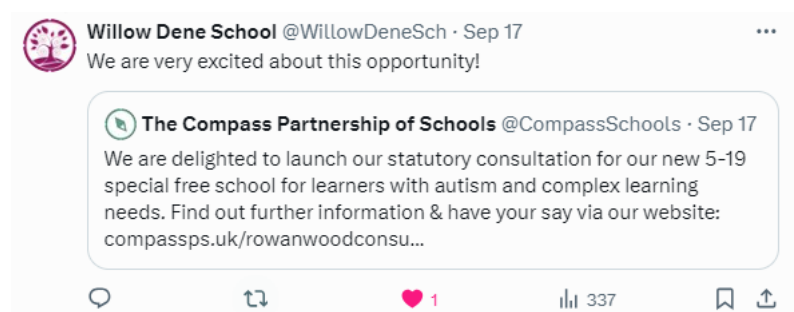 Willow Dene School @WillowDeneSch · Sep 17
We are very excited about this opportunity!
The Compass Partnership of Schools @CompassSchools · Sep 17
We are delighted to launch our statutory consultation for our new 5-19
special free school for learners with autism and complex learning
needs. Find out further information & have your say via our website:
compassps.uk/rowanwoodconsu...
1
337